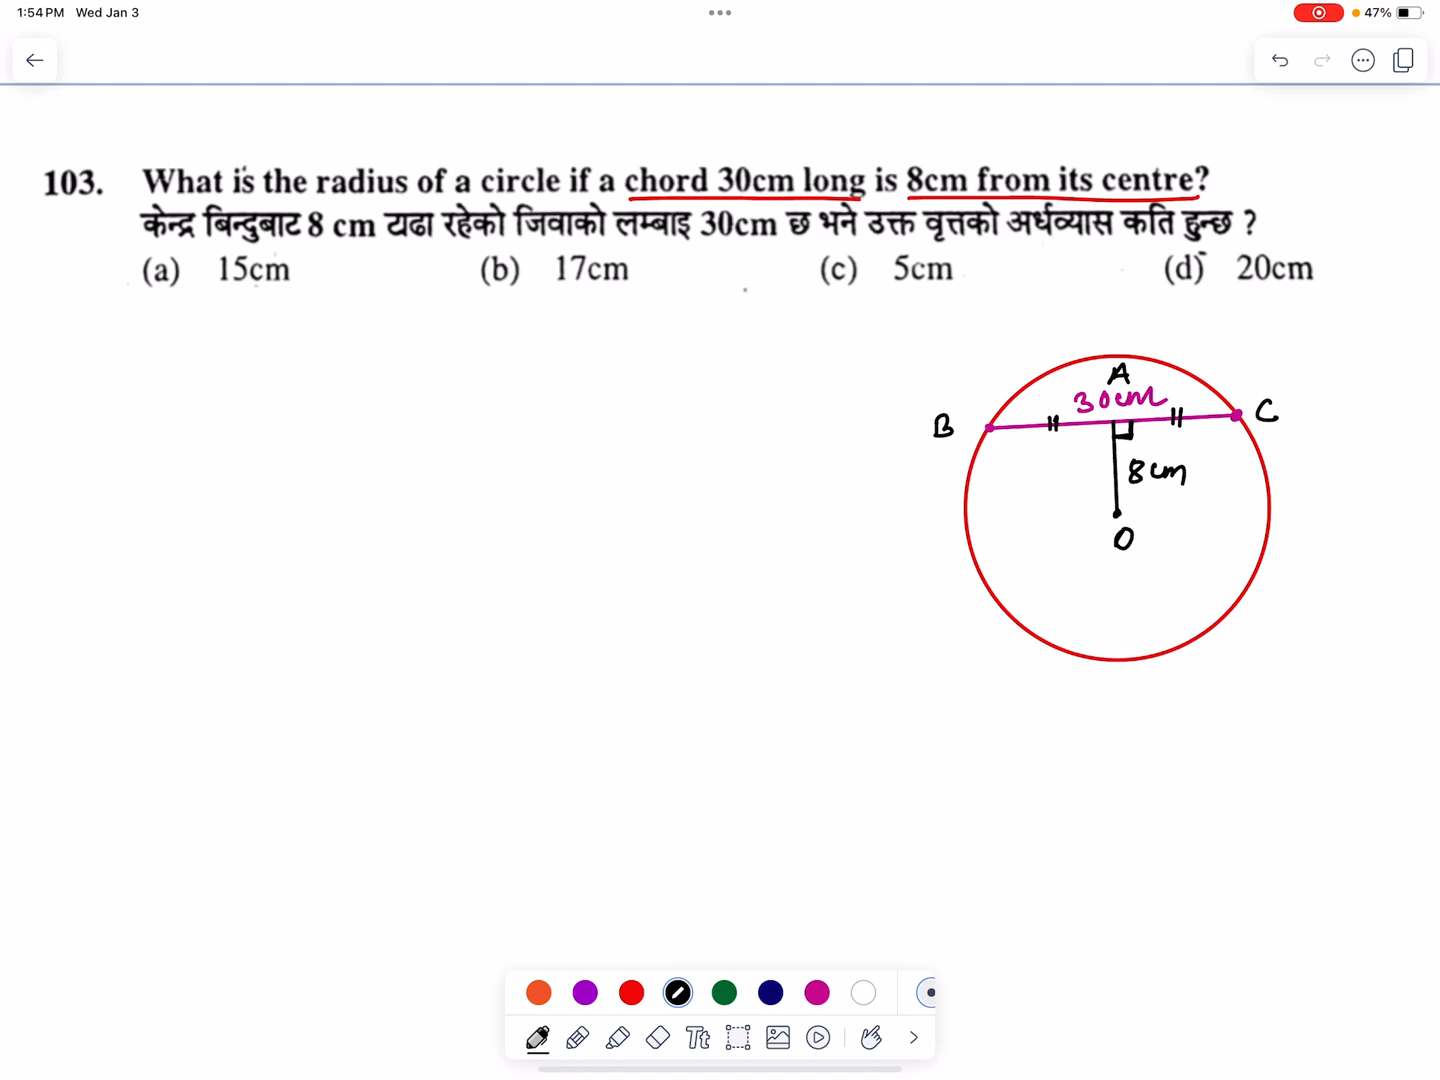 1:54 PM Wed Jan 3
47%
103. What is the radius of a circle if a chord 30cm long is 8cm from its centre?
केन्द्र बिन्दुबाट 8 cm टाढा रहेको जिवाको लम्बाइ 30cm छ भने उक्त वृत्तको अर्धव्यास कति हुन्छ ?
(a) 15cm (b) 17cm (c) 5cm (d) 20cm
A
30cm
B
C
8cm
O
Tt